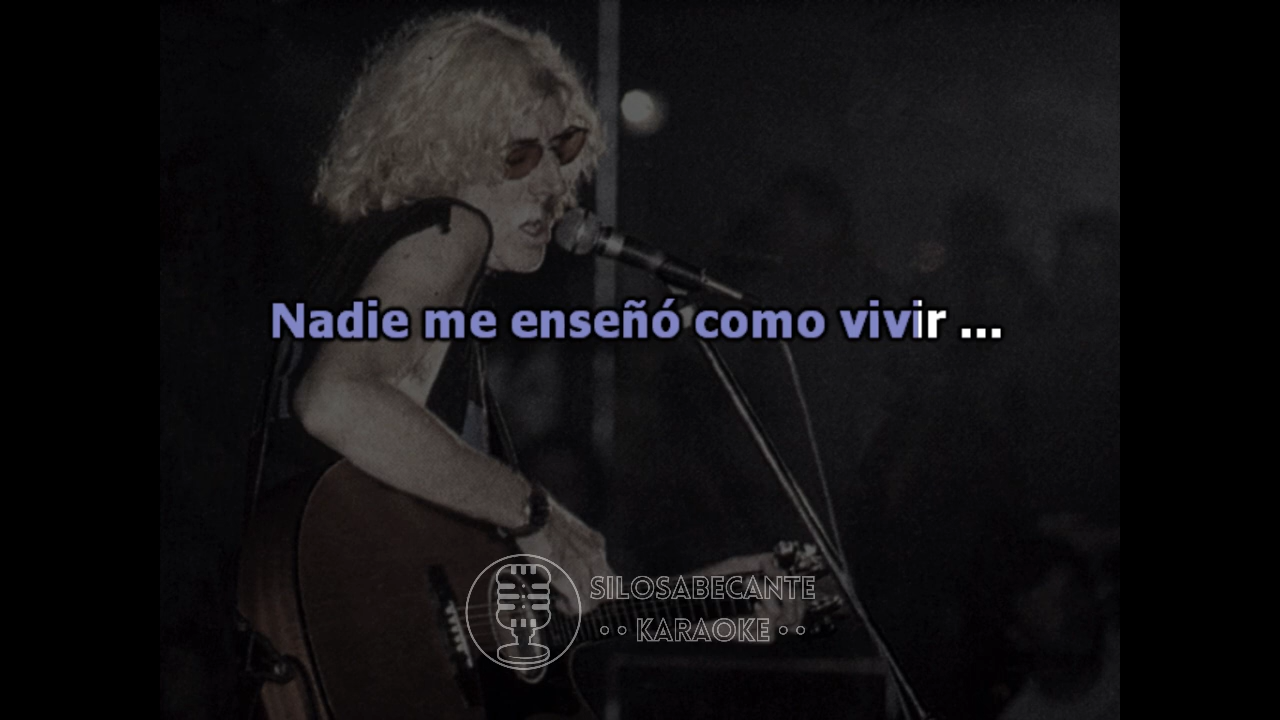 Nadie me enseñó como vivir ...
SILOSABECANTE
•• KARAOKE ••